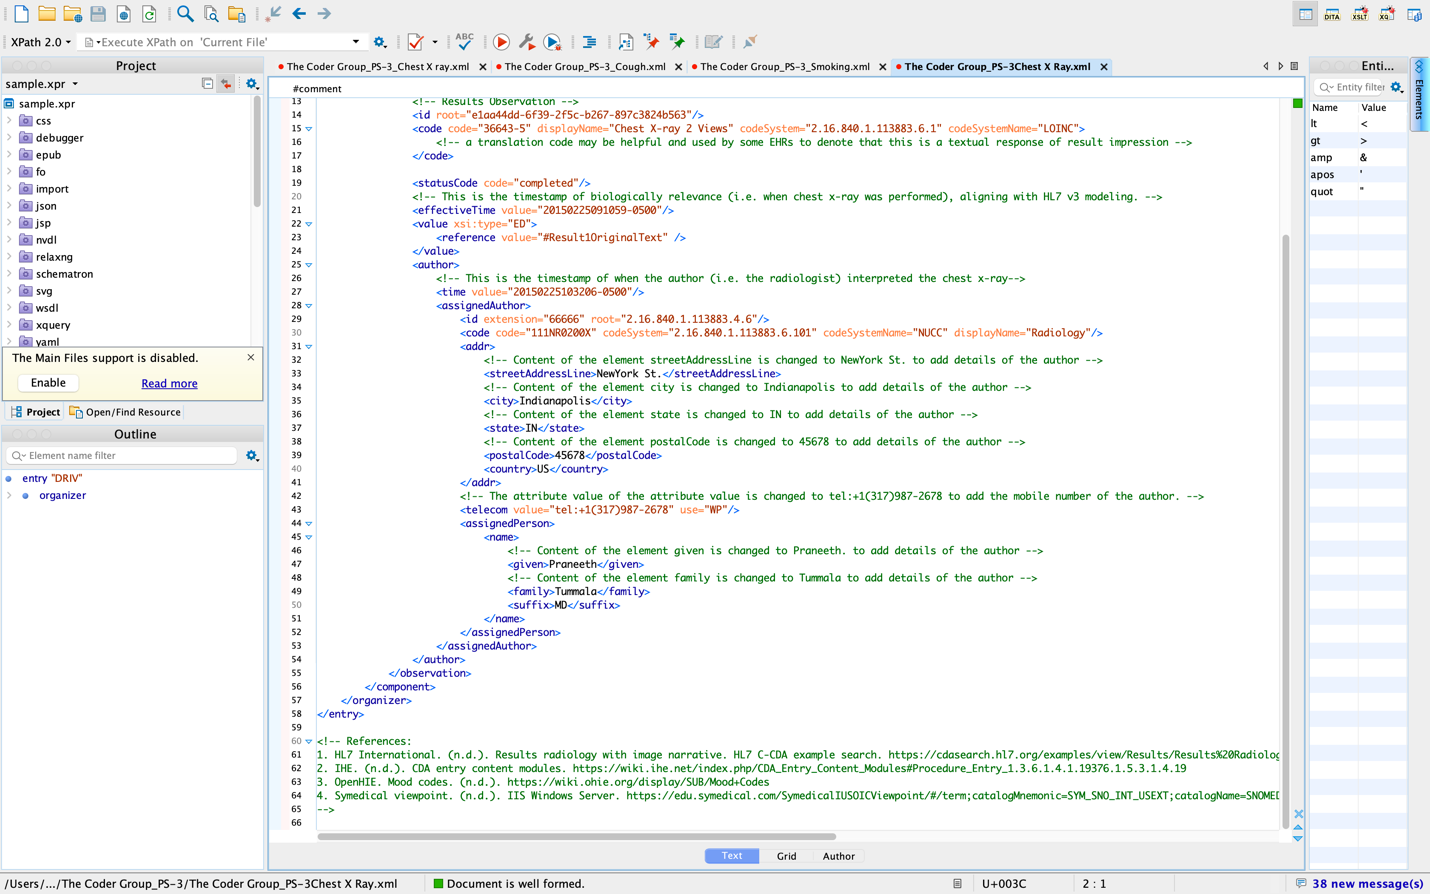 DITA
XSLT
XQ
XPath 2.0
Execute XPath on 'Current File'
ABC
Project
sample.xpr
sample.xpr
css
debugger
epub
fo
import
json
jsp
nvdl
relaxng
schematron
svg
wsdl
xquery
yaml
The Main Files support is disabled.
Enable
Read more
Project
Open/Find Resource
Outline
Element name filter
entry "DRIV"
organizer
The Coder Group_PS-3_Chest X ray.xml
The Coder Group_PS-3_Cough.xml
The Coder Group_PS-3_Smoking.xml
The Coder Group_PS-3Chest X Ray.xml
#comment
13 <!-- Results Observation -->
14 <id root="e1aa44dd-6f39-2f5c-b267-897c3824b563"/>
15 <code code="36643-5" displayName="Chest X-ray 2 Views" codeSystem="2.16.840.1.113883.6.1" codeSystemName="LOINC">
16 <!-- a translation code may be helpful and used by some EHRs to denote that this is a textual response of result impression -->
17 </code>
18
19 <statusCode code="completed"/>
20 <!-- This is the timestamp of biologically relevance (i.e. when chest x-ray was performed), aligning with HL7 v3 modeling. -->
21 <effectiveTime value="20150225091059-0500"/>
22 <value xsi:type="ED">
23 <reference value="#Result1OriginalText" />
24 </value>
25 <author>
26 <!-- This is the timestamp of when the author (i.e. the radiologist) interpreted the chest x-ray-->
27 <time value="20150225103206-0500"/>
28 <assignedAuthor>
29 <id extension="66666" root="2.16.840.1.113883.4.6"/>
30 <code code="111NR0200X" codeSystem="2.16.840.1.113883.6.101" codeSystemName="NUCC" displayName="Radiology"/>
31 <addr>
32 <!-- Content of the element streetAddressLine is changed to NewYork St. to add details of the author -->
33 <streetAddressLine>NewYork St.</streetAddressLine>
34 <!-- Content of the element city is changed to Indianapolis to add details of the author -->
35 <city>Indianapolis</city>
36 <!-- Content of the element state is changed to IN to add details of the author -->
37 <state>IN</state>
38 <!-- Content of the element postalCode is changed to 45678 to add details of the author -->
39 <postalCode>45678</postalCode>
40 <country>US</country>
41 </addr>
42 <!-- The attribute value of the attribute value is changed to tel:+1(317)987-2678 to add the mobile number of the author. -->
43 <telecom value="tel:+1(317)987-2678" use="WP"/>
44 <assignedPerson>
45 <name>
46 <!-- Content of the element given is changed to Praneeth. to add details of the author -->
47 <given>Praneeth</given>
48 <!-- Content of the element family is changed to Tummala to add details of the author -->
49 <family>Tummala</family>
50 <suffix>MD</suffix>
51 </name>
52 </assignedPerson>
53 </assignedAuthor>
54 </author>
55 </observation>
56 </component>
57 </organizer>
58 </entry>
59
60 <!-- References:
61 1. HL7 International. (n.d.). Results radiology with image narrative. HL7 C-CDA example search. https://cdasearch.hl7.org/examples/view/Results/Results%20Radiolog
62 2. IHE. (n.d.). CDA entry content modules. https://wiki.ihe.net/index.php/CDA_Entry_Content_Modules#Procedure_Entry_1.3.6.1.4.1.19376.1.5.3.1.4.19
63 3. OpenHIE. Mood codes. (n.d.). https://wiki.ohie.org/display/SUB/Mood+Codes
64 4. Symedical viewpoint. (n.d.). IIS Windows Server. https://edu.symedical.com/SymedicalIUSOICViewpoint/#/term;catalogMnemonic=SYM_SNO_INT_USEXT;catalogName=SNOMED
65 -->
66
Text Grid Author
Enti...
Entity filter
Name Value
lt <
gt >
amp &
apos '
quot "
Elements
/Users/.../The Coder Group_PS-3/The Coder Group_PS-3Chest X Ray.xml
Document is well formed.
U+003C
2 : 1
38 new message(s)